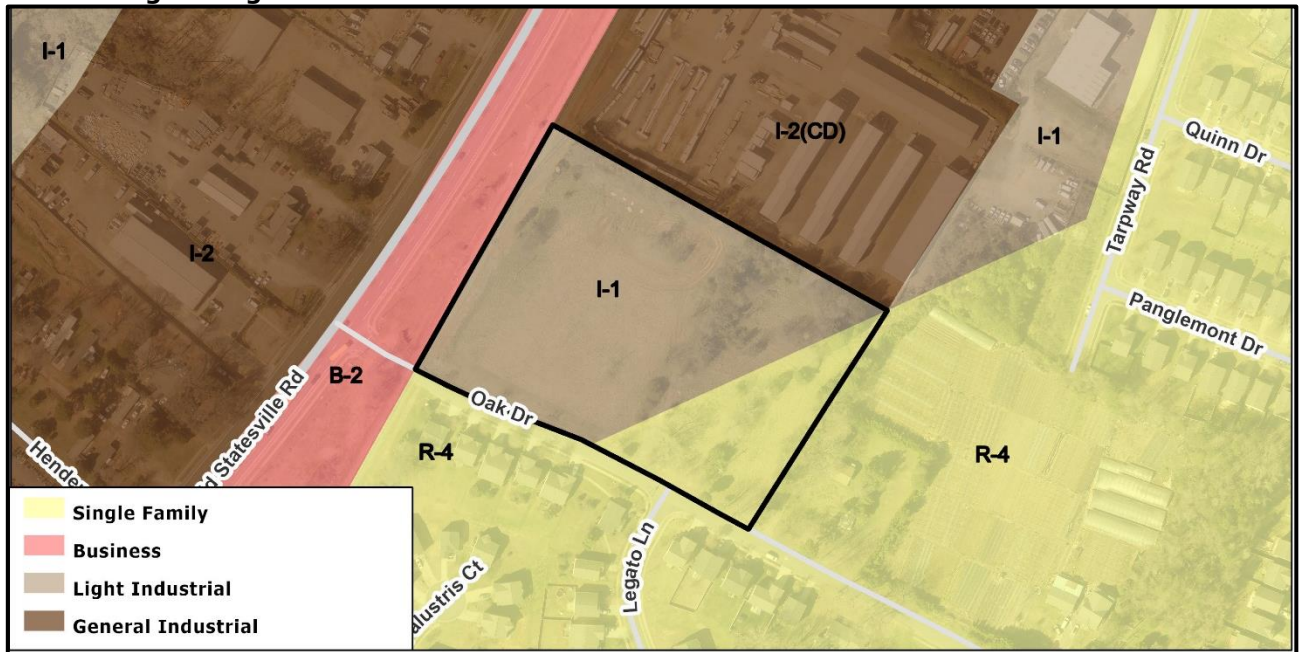 I-1
I-2(CD)
I-1
Quinn Dr
Tarpway Rd
I-2
I-1
Panglemont Dr
B-2
Oak Dr
R-4
R-4
Statesville Rd
Legato Ln
Single Family
Business
Light Industrial
General Industrial